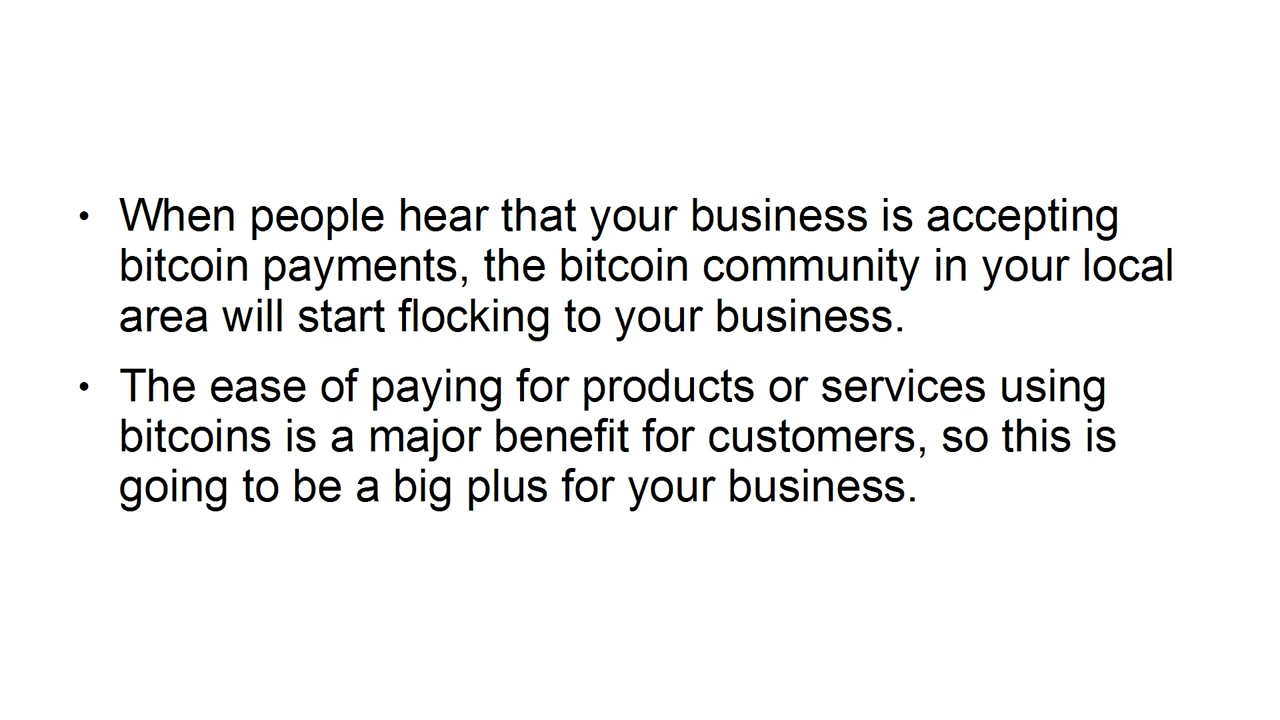 • When people hear that your business is accepting
bitcoin payments, the bitcoin community in your local
area will start flocking to your business.
• The ease of paying for products or services using
bitcoins is a major benefit for customers, so this is
going to be a big plus for your business.